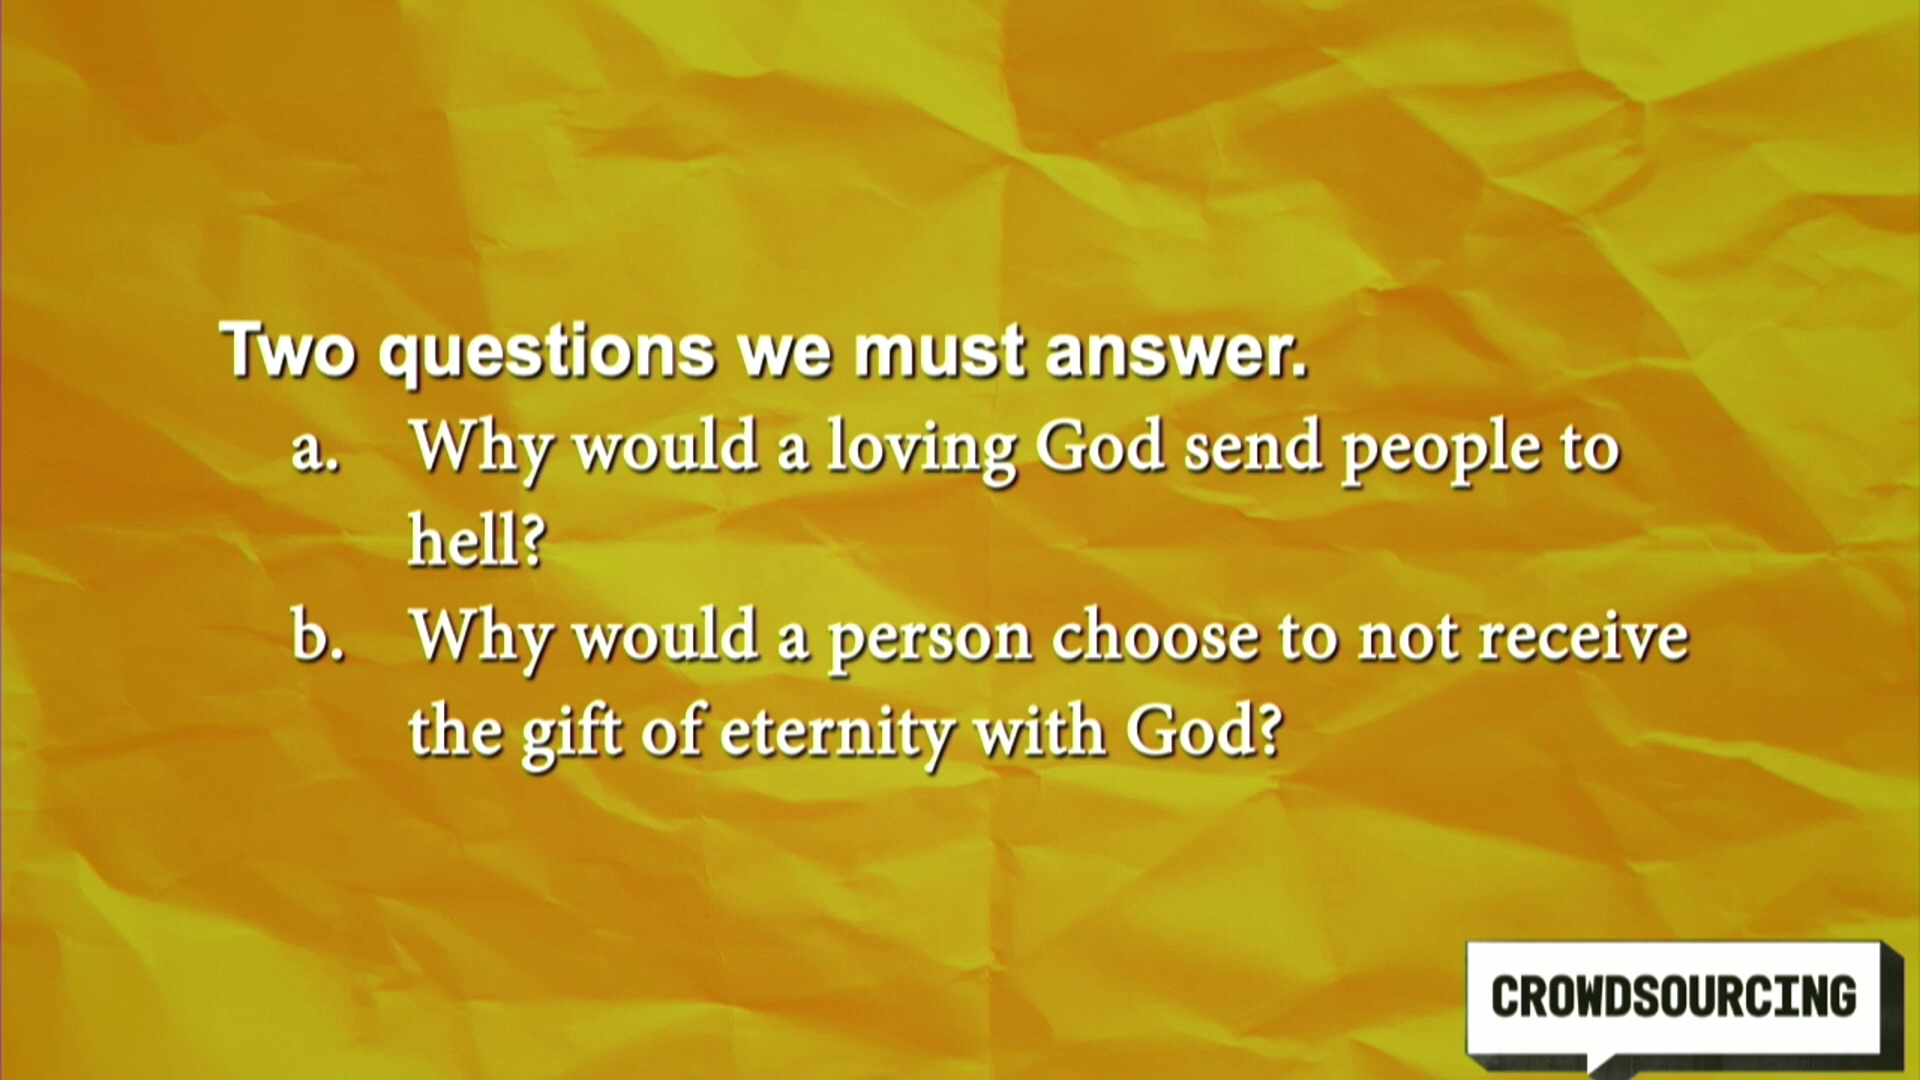 Two questions we must answer.
a. Why would a loving God send people to
hell?
b. Why would a person choose to not receive
the gift of eternity with God?
CROWDSOURCING